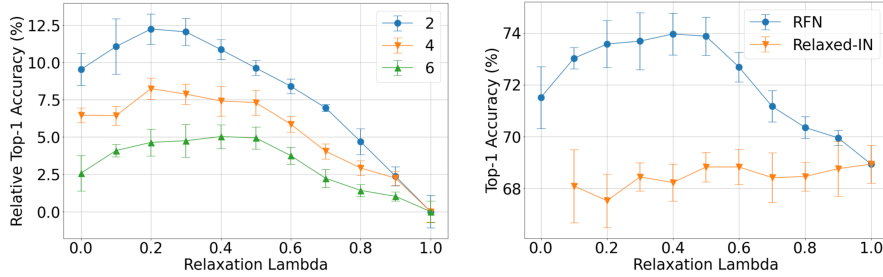 12.5
10.0
7.5
5.0
2.5
0.0
Relative Top-1 Accuracy (%)
2
4
6
0.0 0.2 0.4 0.6 0.8 1.0
Relaxation Lambda
74
72
70
68
Top-1 Accuracy (%)
RFN
Relaxed-IN
0.0 0.2 0.4 0.6 0.8 1.0
Relaxation Lambda